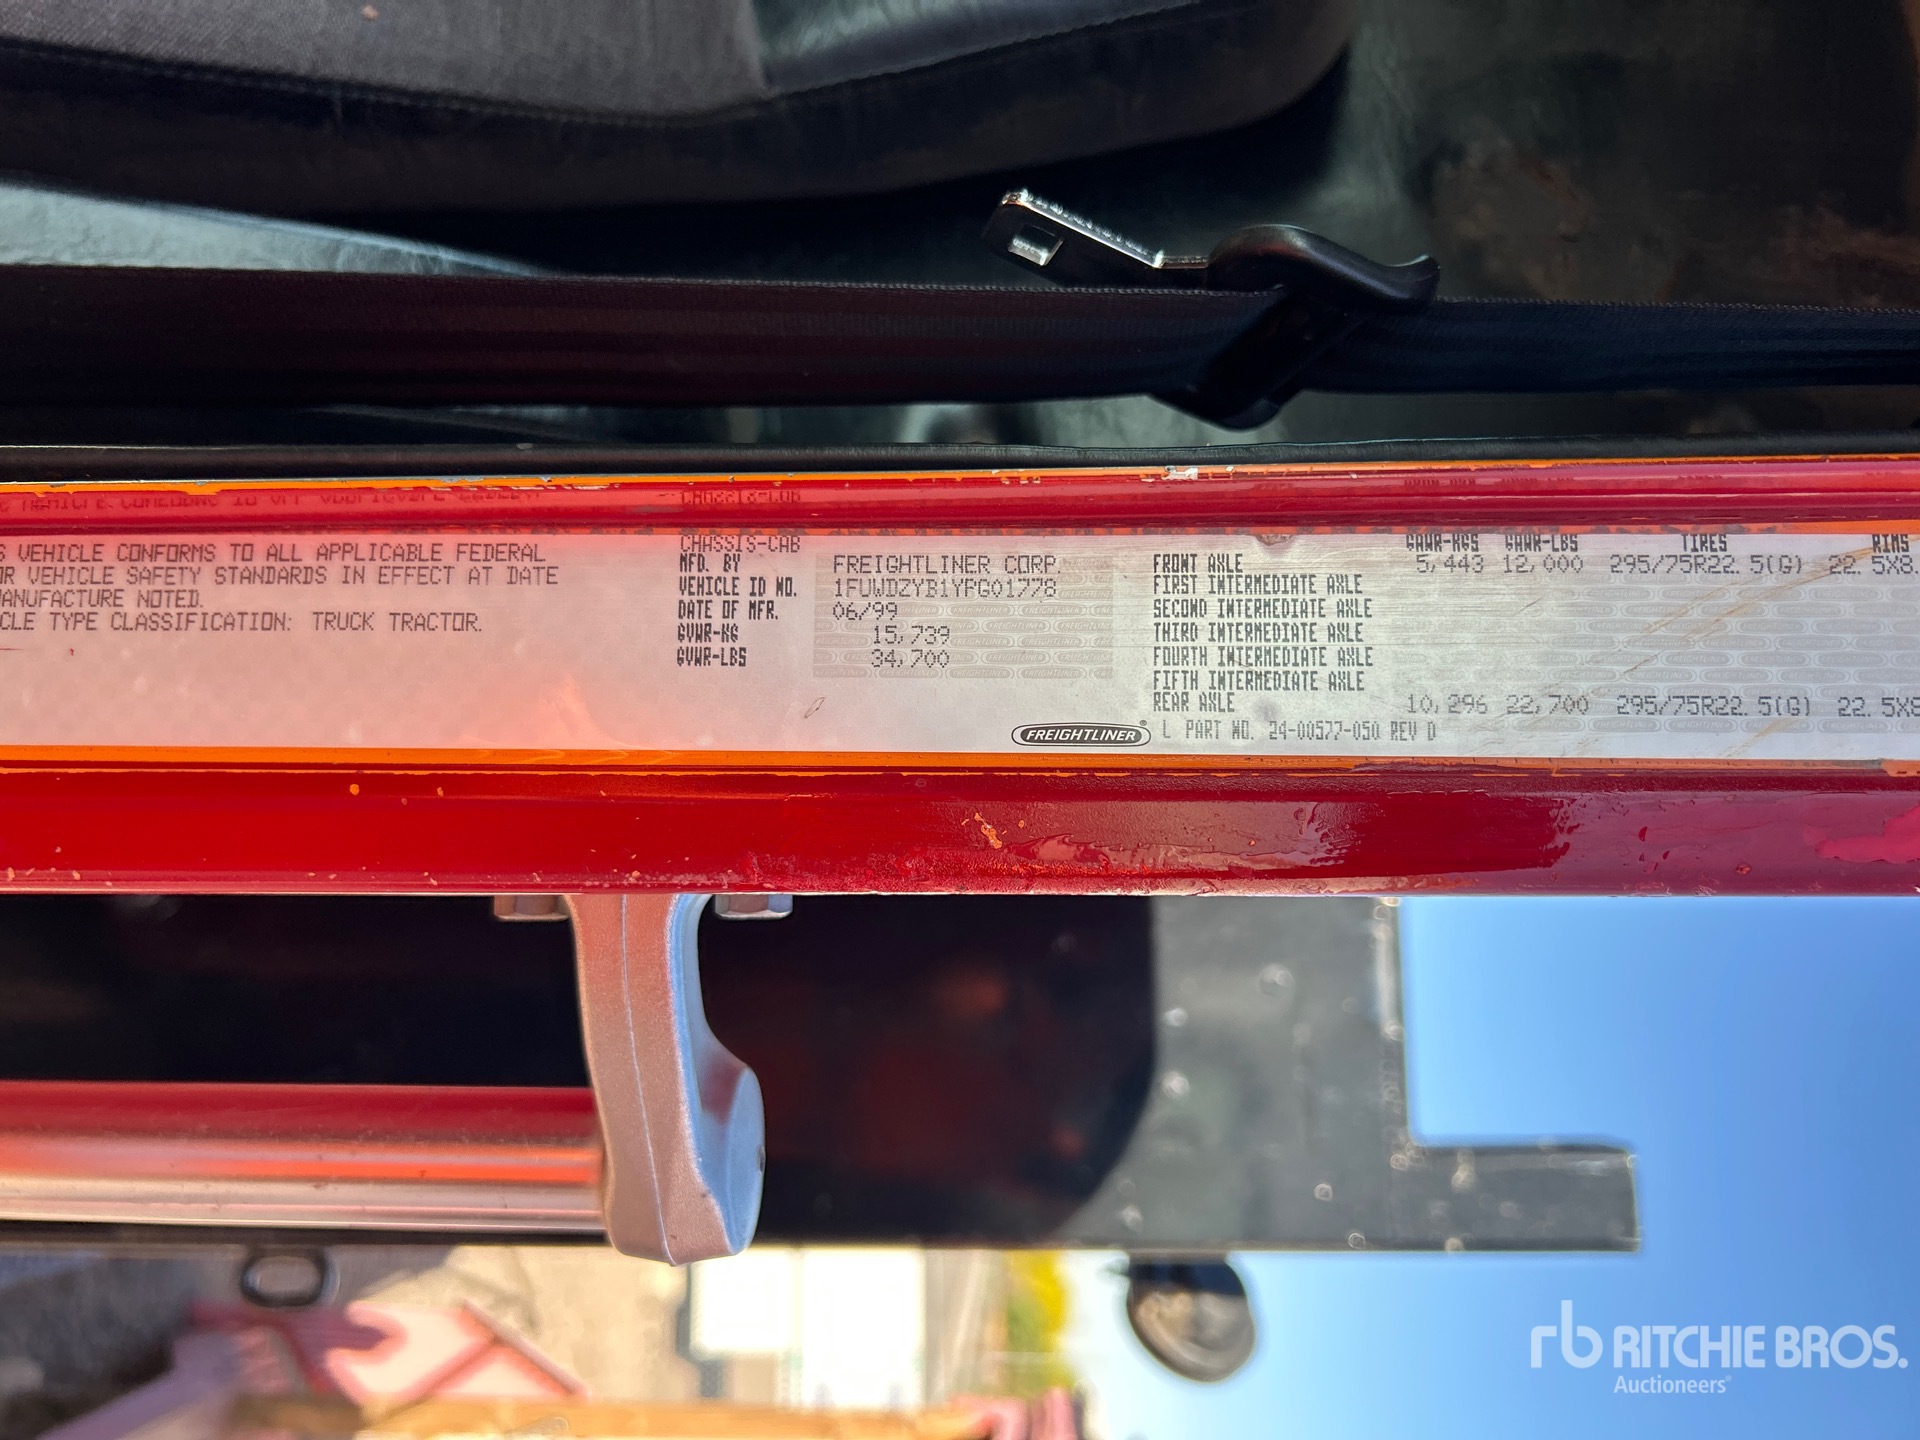 S VEHICLE CONFORMS TO ALL APPLICABLE FEDERAL
OR VEHICLE SAFETY STANDARDS IN EFFECT AT DATE
MANUFACTURE NOTED.
CLE TYPE CLASSIFICATION: TRUCK TRACTOR.
CHASSIS-CAB
MFD. BY FREIGHTLINER CORP.
VEHICLE ID NO. 1FUWDZYB1YPG01778
DATE OF MFR. 06/99
GVWR-KG 15,739
GVWR-LBS 34,700
GAWR-KGS GAWR-LBS TIRES RIMS
FRONT AXLE 5,443 12,000 295/75R22.5(G) 22.5X8.
FIRST INTERMEDIATE AXLE
SECOND INTERMEDIATE AXLE
THIRD INTERMEDIATE AXLE
FOURTH INTERMEDIATE AXLE
FIFTH INTERMEDIATE AXLE
REAR AXLE 10,296 22,700 295/75R22.5(G) 22.5X8
FREIGHTLINER® L PART NO. 24-00577-050 REV D
rb RITCHIE BROS.
Auctioneers